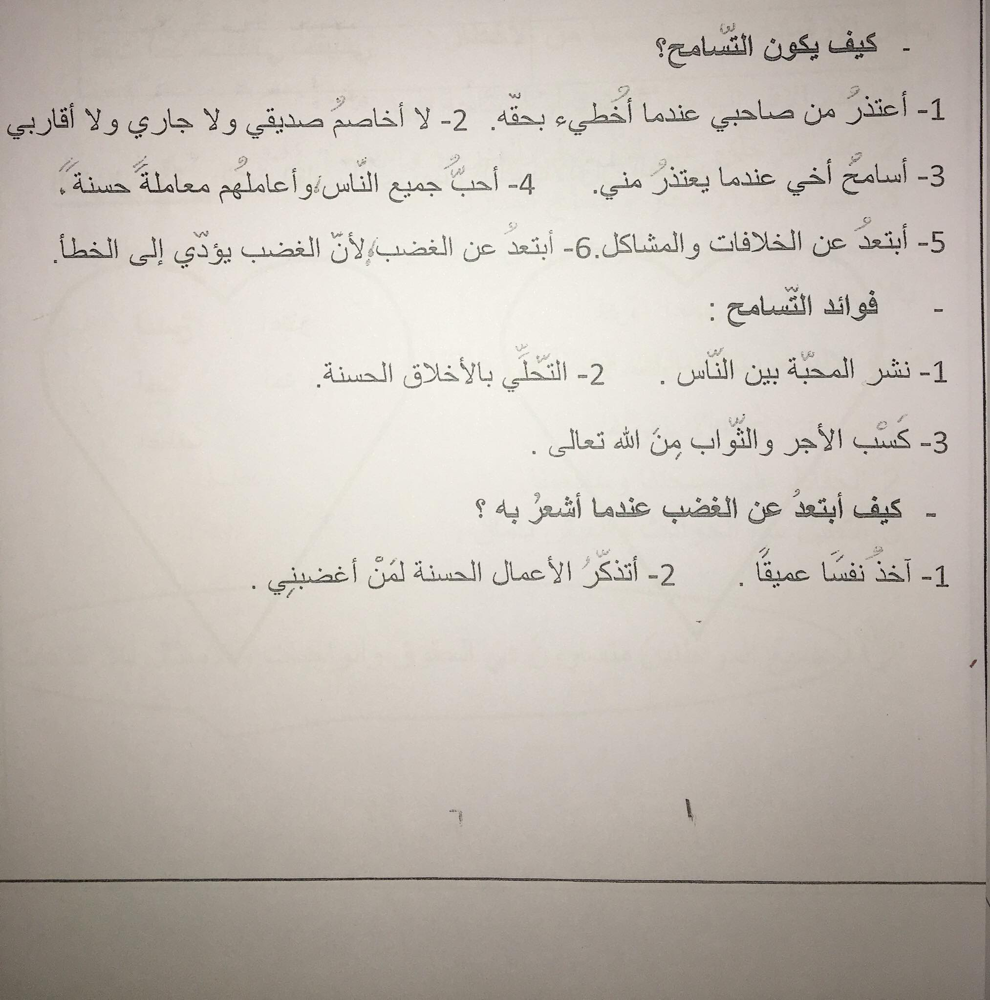 - كيف يكون التّسامح؟
1- أعتذرُ من صاحبي عندما أُخطيء بحقّه. 2- لا أخاصمُ صديقي ولا جاري ولا أقاربي
3- أسامحُ أخي عندما يعتذرُ مني. 4- أحبُّ جميع النّاس، وأعاملُهم معاملةً حسنةً.
5- أبتعدُ عن الخلافات والمشاكل. 6- أبتعدُ عن الغضب؛ لأنّ الغضب يؤدّي إلى الخطأ.
- فوائد التّسامح :
1- نشر المحبّة بين النّاس . 2- التّحلِّي بالأخلاق الحسنة.
3- كَسْب الأجر والثّواب مِنَ الله تعالى .
- كيف أبتعدُ عن الغضب عندما أشعرُ به ؟
1- آخذُ نفسًا عميقًا . 2- أتذكّرُ الأعمال الحسنة لمَنْ أغضبنِي .